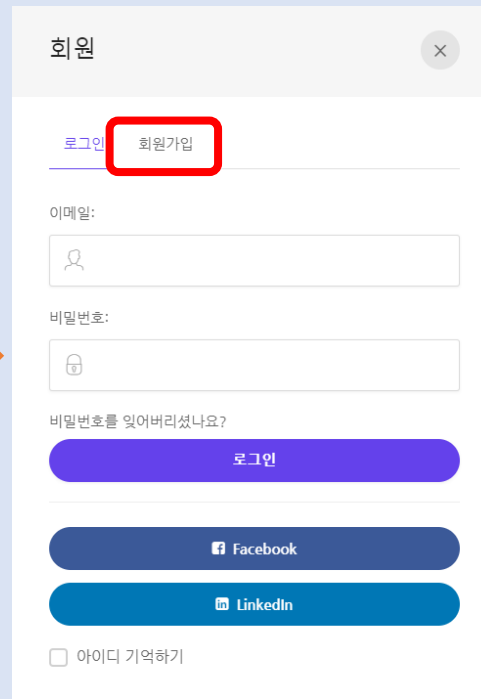 회원
로그인 회원가입
이메일:
비밀번호:
비밀번호를 잊어버리셨나요?
로그인
Facebook
LinkedIn
아이디 기억하기